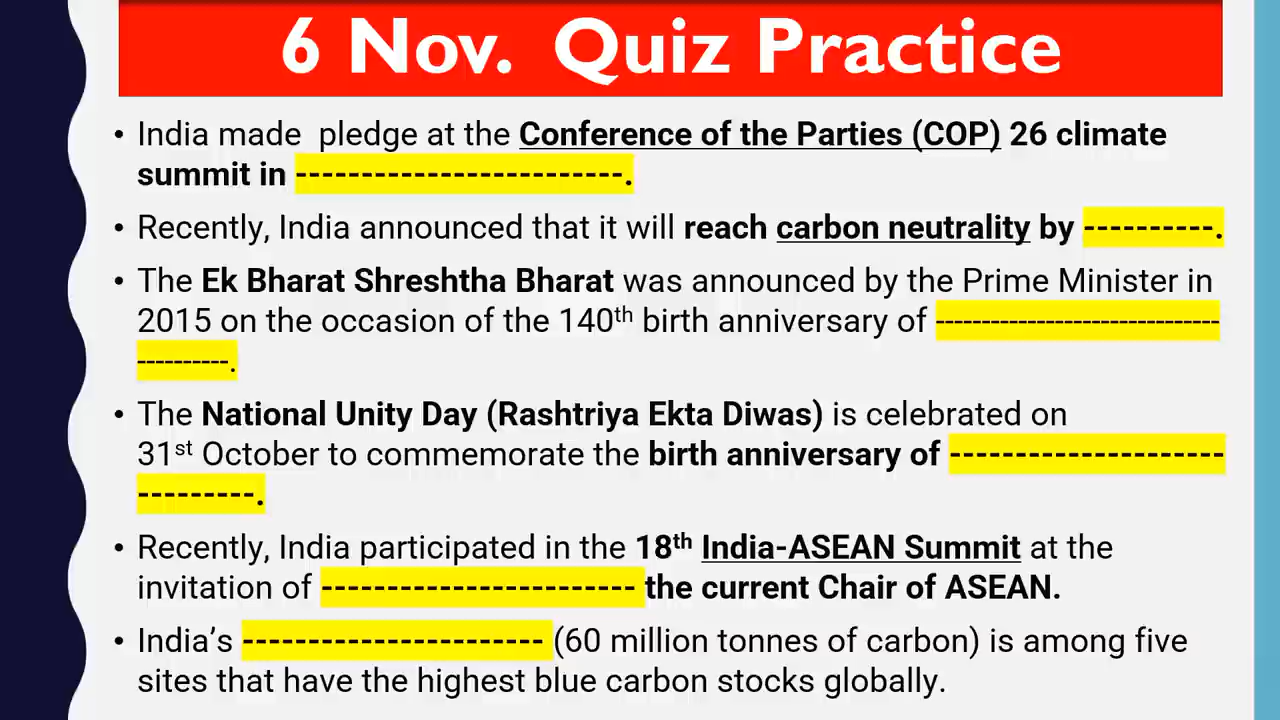 6 Nov. Quiz Practice
• India made pledge at the Conference of the Parties (COP) 26 climate
summit in -------------------------.
• Recently, India announced that it will reach carbon neutrality by ----------.
• The Ek Bharat Shreshtha Bharat was announced by the Prime Minister in
2015 on the occasion of the 140th birth anniversary of -------------------------------
----------.
• The National Unity Day (Rashtriya Ekta Diwas) is celebrated on
31st October to commemorate the birth anniversary of ---------------------
---------.
• Recently, India participated in the 18th India-ASEAN Summit at the
invitation of ------------------------ the current Chair of ASEAN.
• India’s ----------------------- (60 million tonnes of carbon) is among five
sites that have the highest blue carbon stocks globally.